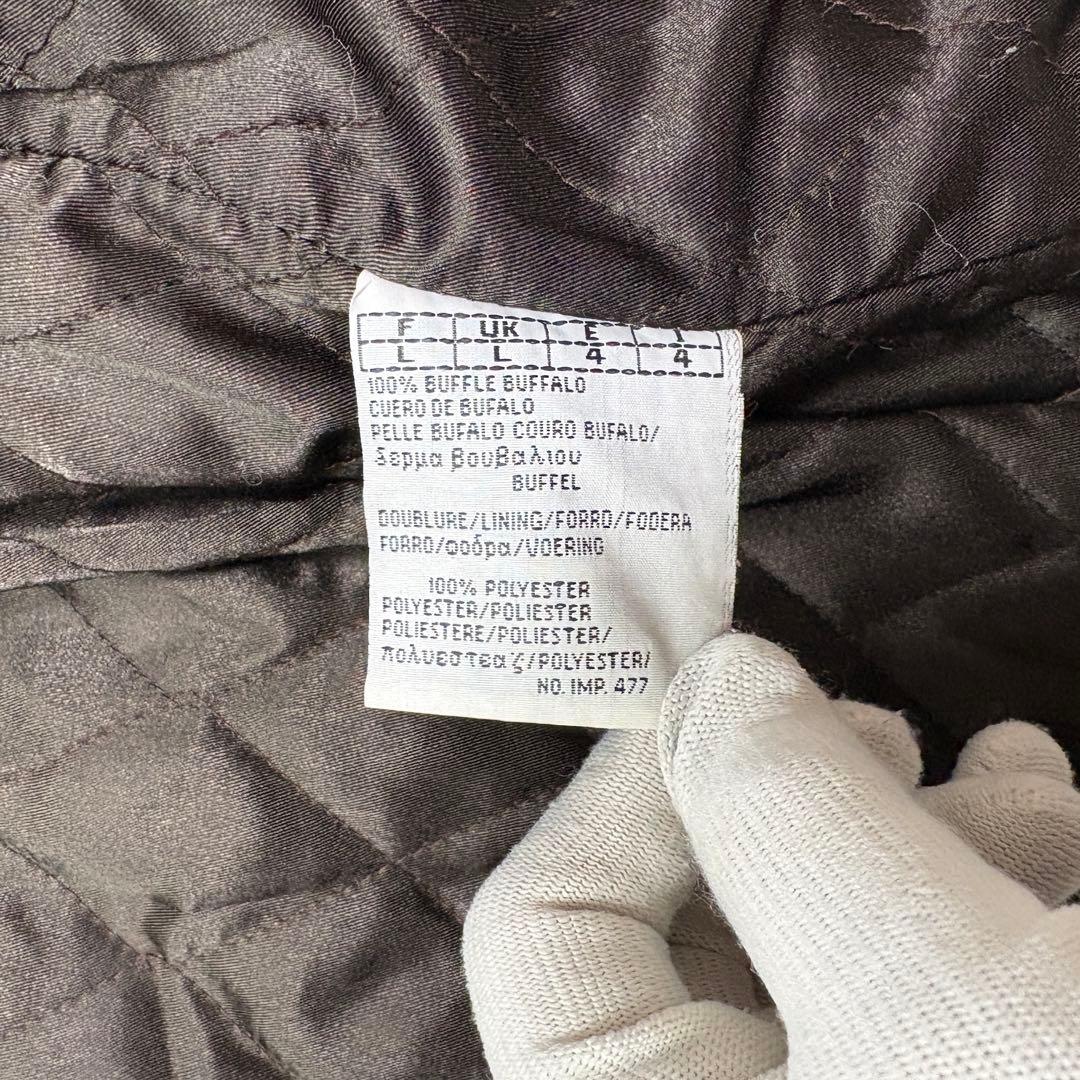 F UK E I
L L 4 4
100% BUFFLE BUFFALO
CUERO DE BUFALO
PELLE BUFALO COURO BUFALO/
δερμα βουβαλιου
BUFFEL
DOUBLURE/LINING/FORRO/FODERA
FORRO/φοδρα/VOERING
100% POLYESTER
POLYESTER/POLIESTER
POLIESTERE/POLIESTER/
πολυεστεας/POLYESTER/
NO. IMP. 477